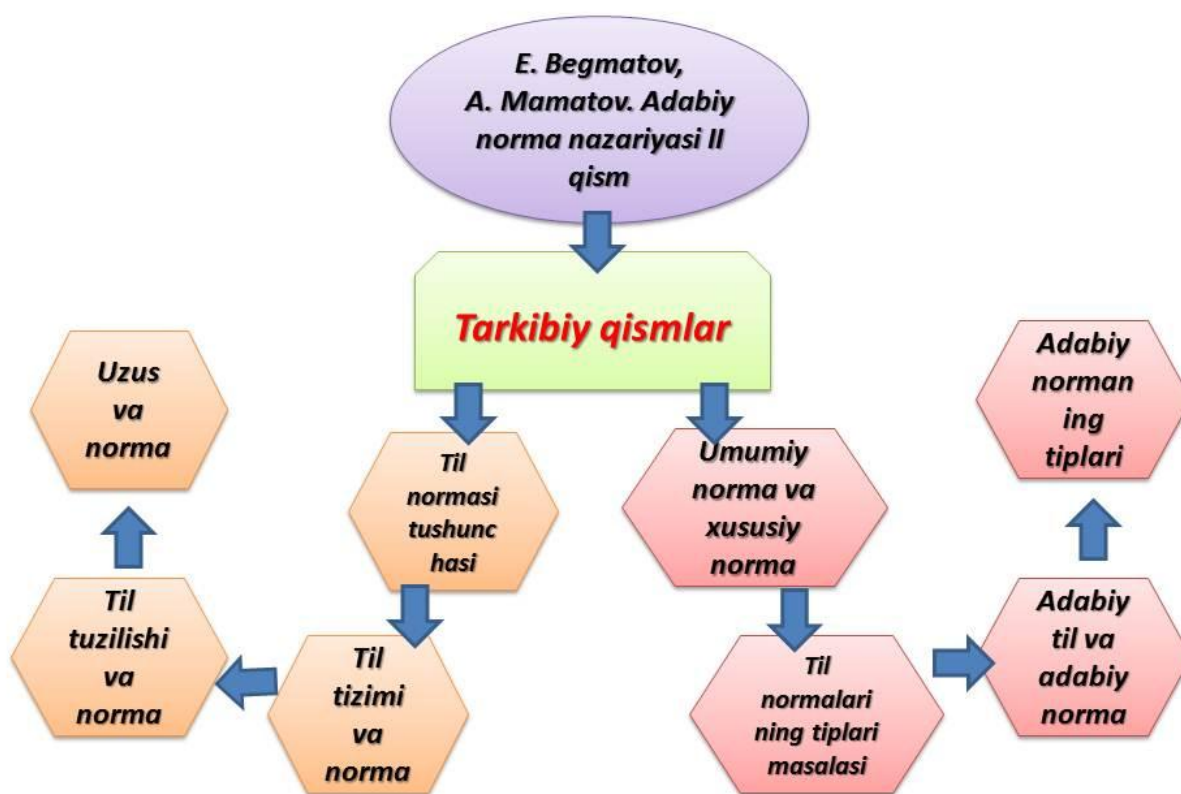 E. Begmatov,
A. Mamatov. Adabiy
norma nazariyasi II
qism
Tarkibiy qismlar
Til
normasi
tushunc
hasi
Til
tizimi
va
norma
Til
tuzilishi
va
norma
Uzus
va
norma
Umumiy
norma va
xususiy
norma
Til
normalari
ning tiplari
masalasi
Adabiy
til va
adabiy
norma
Adabiy
norman
ing
tiplari